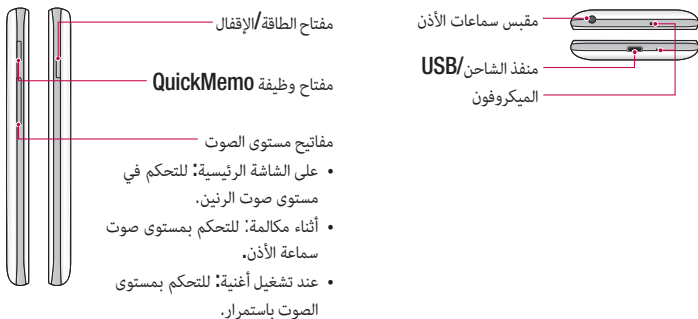 مفتاح الطاقة/الإقفال
مفتاح وظيفة QuickMemo
مفاتيح مستوى الصوت
• على الشاشة الرئيسية: للتحكم في
مستوى صوت الرنين.
• أثناء مكالمة: للتحكم بمستوى صوت
سماعة الأذن.
• عند تشغيل أغنية: للتحكم بمستوى
الصوت باستمرار.
مقبس سماعات الأذن
منفذ الشاحن/USB
الميكروفون